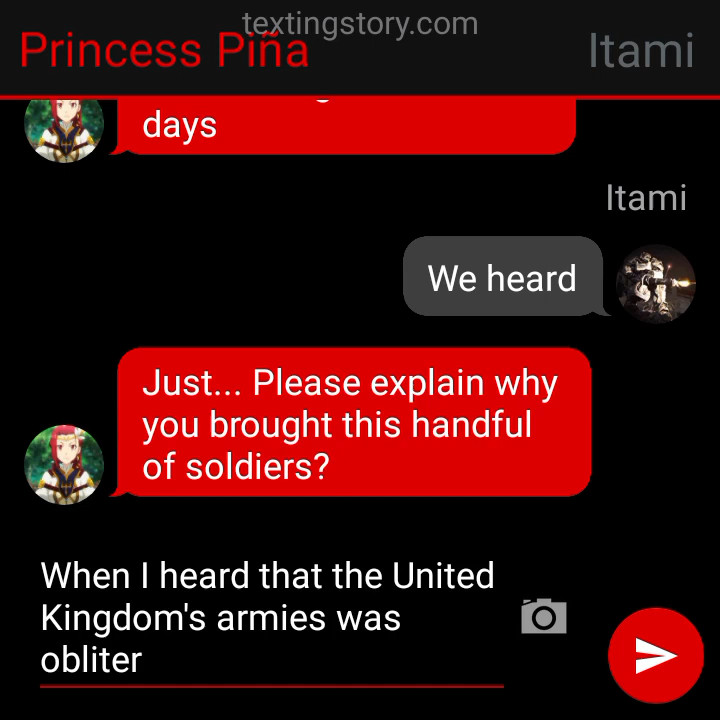 textingstory.com
Princess Piña
Itami
days
Itami
We heard
Just... Please explain why
you brought this handful
of soldiers?
When I heard that the United
Kingdom's armies was
obliter